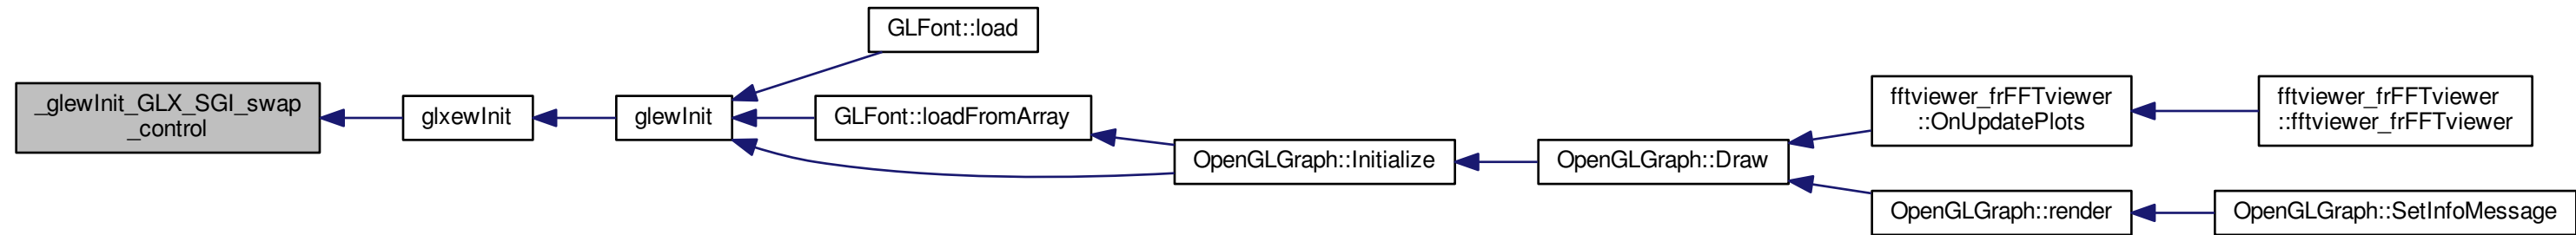 _glewInit_GLX_SGI_swap
_control
glxewInit
glewInit
GLFont::load
GLFont::loadFromArray
OpenGLGraph::Initialize
OpenGLGraph::Draw
fftviewer_frFFTviewer
::OnUpdatePlots
fftviewer_frFFTviewer
::fftviewer_frFFTviewer
OpenGLGraph::render
OpenGLGraph::SetInfoMessage